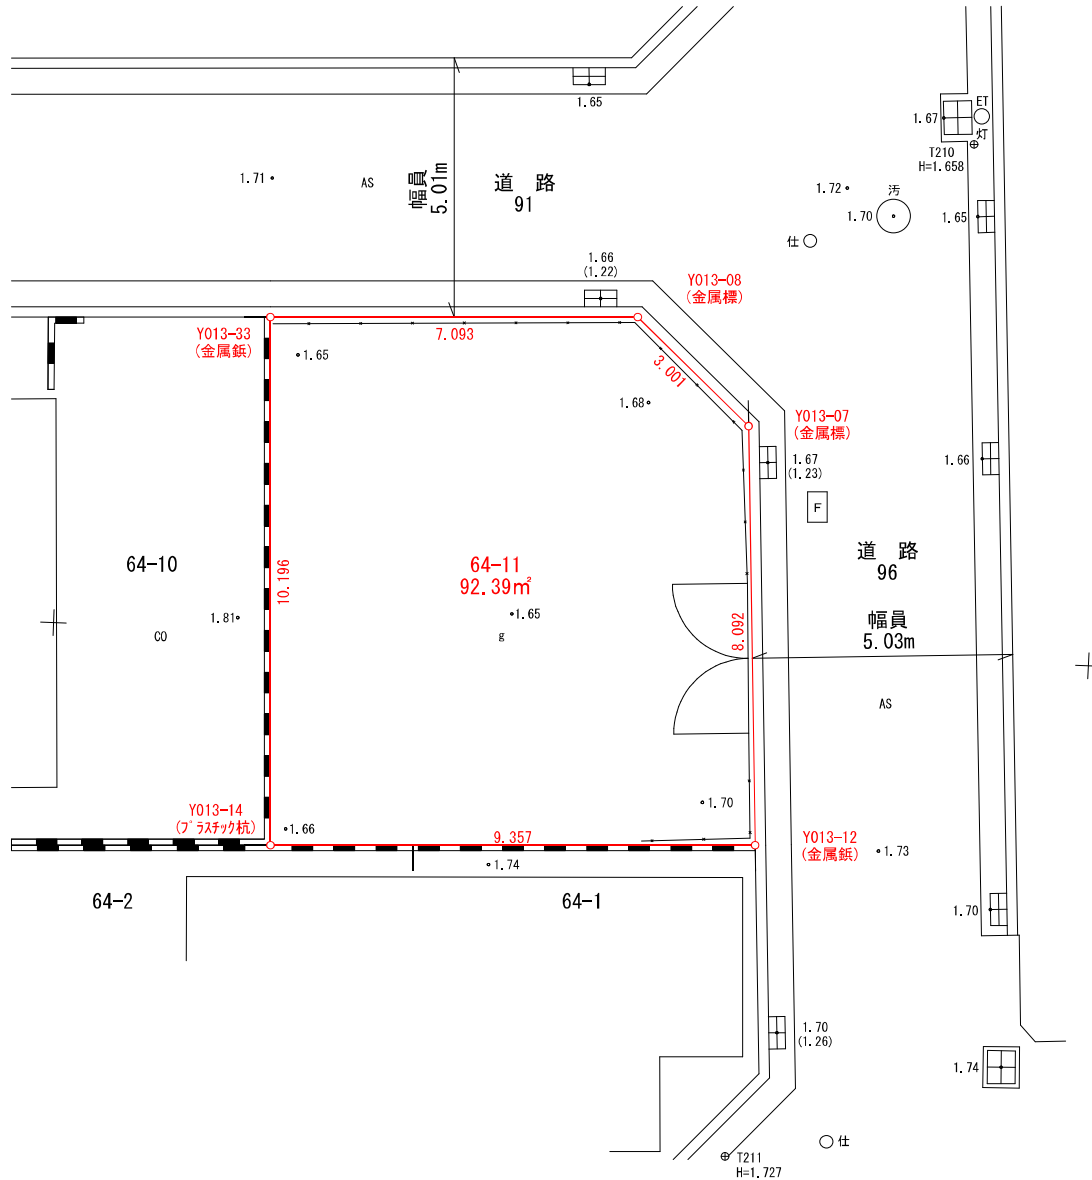 1.65
ET
1.67
灯
T210
H=1.658
1.71
AS
幅員
5.01m
道 路
91
1.72
汚
1.70
1.65
仕
1.66
(1.22)
Y013-08
(金属標)
Y013-33
(金属鋲)
7.093
1.65
3.001
1.68
Y013-07
(金属標)
1.67
(1.23)
1.66
F
64-10
64-11
92.39㎡
道 路
96
10.196
1.81
1.65
8.092
幅員
5.03m
CO
g
AS
Y013-14
(プラスチック杭)
1.66
1.70
9.357
Y013-12
(金属鋲)
1.73
1.74
64-2
64-1
1.70
1.70
(1.26)
1.74
仕
T211
H=1.727